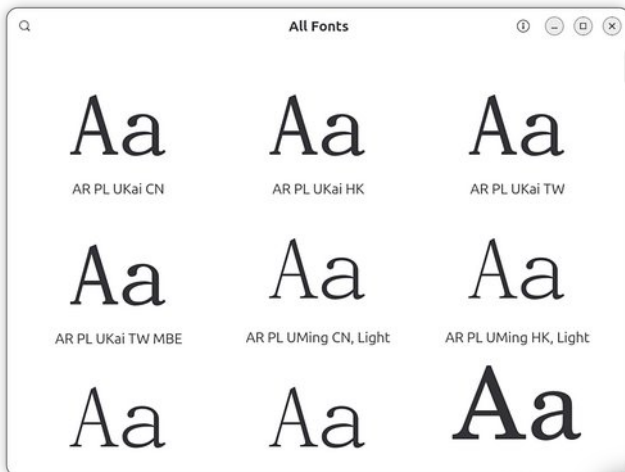 All Fonts
Aa Aa Aa
AR PL UKai CN AR PL UKai HK AR PL UKai TW
Aa Aa Aa
AR PL UKai TW MBE AR PL UMing CN, Light AR PL UMing HK, Light
Aa Aa Aa